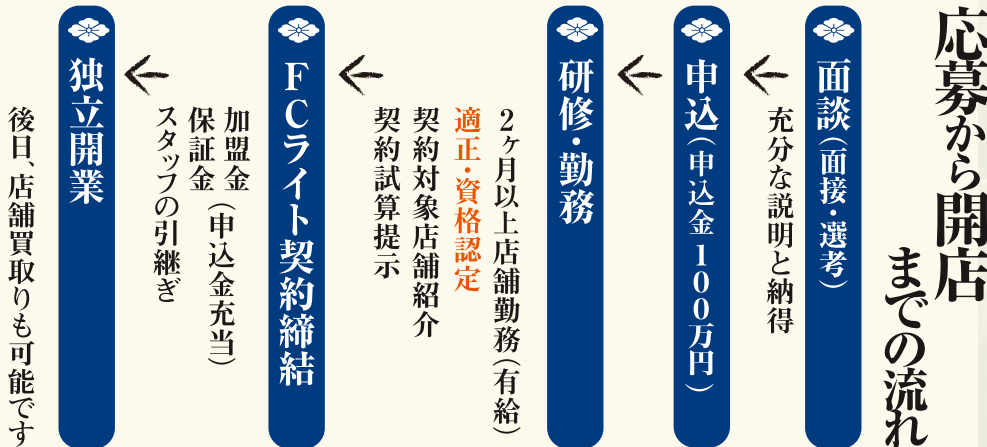 応募から開店
までの流れ
面談(面接・選考)
充分な説明と納得
申込(申込金100万円)
研修・勤務
2ヶ月以上店舗勤務(有給)
適正・資格認定
契約対象店舗紹介
契約試算提示
FCライト契約締結
加盟金
保証金(申込金充当)
スタッフの引継ぎ
独立開業
後日、店舗買取りも可能です